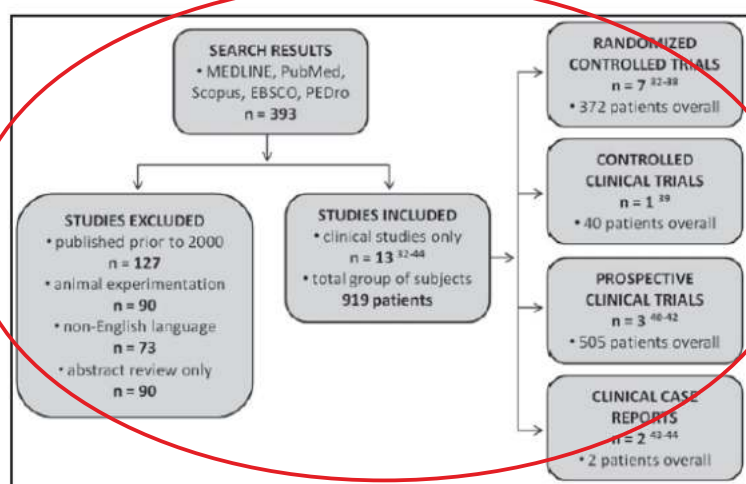 SEARCH RESULTS
• MEDLINE, PubMed,
Scopus, EBSCO, PEDro
n = 393
STUDIES EXCLUDED
• published prior to 2000
n = 127
• animal experimentation
n = 90
• non-English language
n = 73
• abstract review only
n = 90
STUDIES INCLUDED
• clinical studies only
n = 13 32-44
• total group of subjects
919 patients
RANDOMIZED
CONTROLLED TRIALS
n = 7 32-38
• 372 patients overall
CONTROLLED
CLINICAL TRIALS
n = 1 39
• 40 patients overall
PROSPECTIVE
CLINICAL TRIALS
n = 3 40-42
• 505 patients overall
CLINICAL CASE
REPORTS
n = 2 43-44
• 2 patients overall